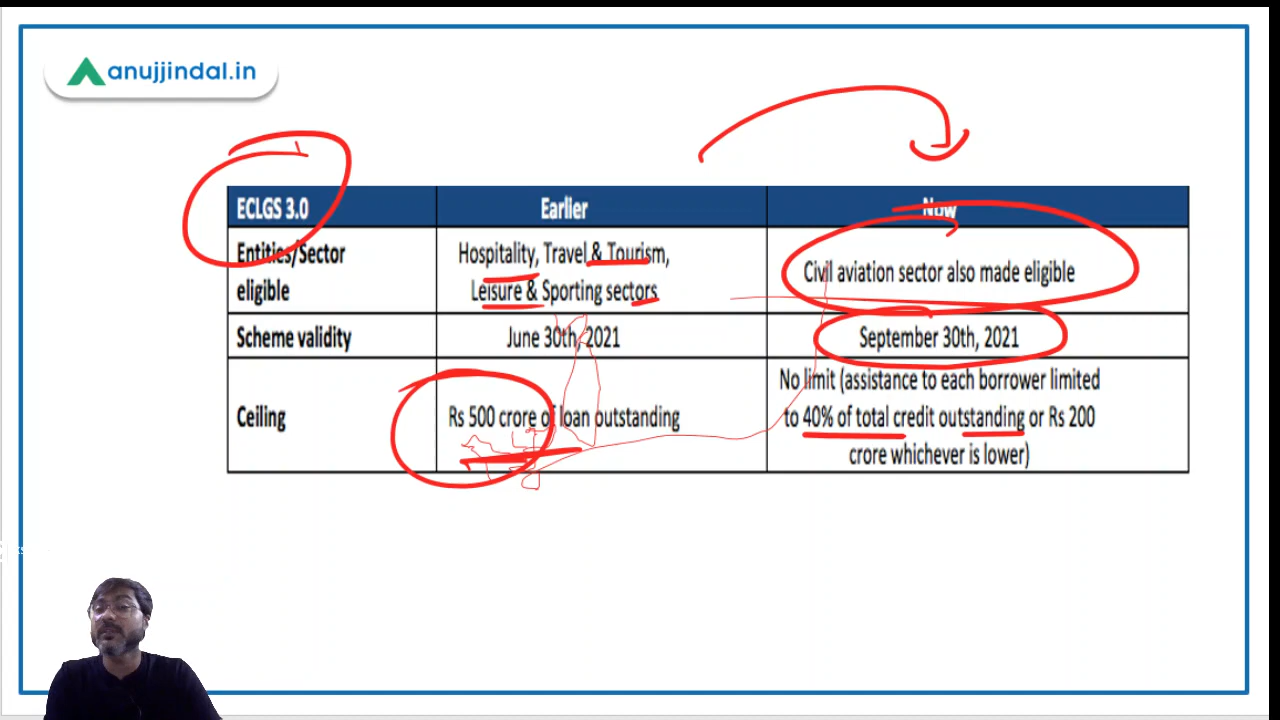 anujjindal.in
ECLGS 3.0
Earlier
Now
Entities/Sector
eligible
Hospitality, Travel & Tourism,
Leisure & Sporting sectors
Civil aviation sector also made eligible
Scheme validity
June 30th, 2021
September 30th, 2021
Ceiling
Rs 500 crore of loan outstanding
No limit (assistance to each borrower limited
to 40% of total credit outstanding or Rs 200
crore whichever is lower)